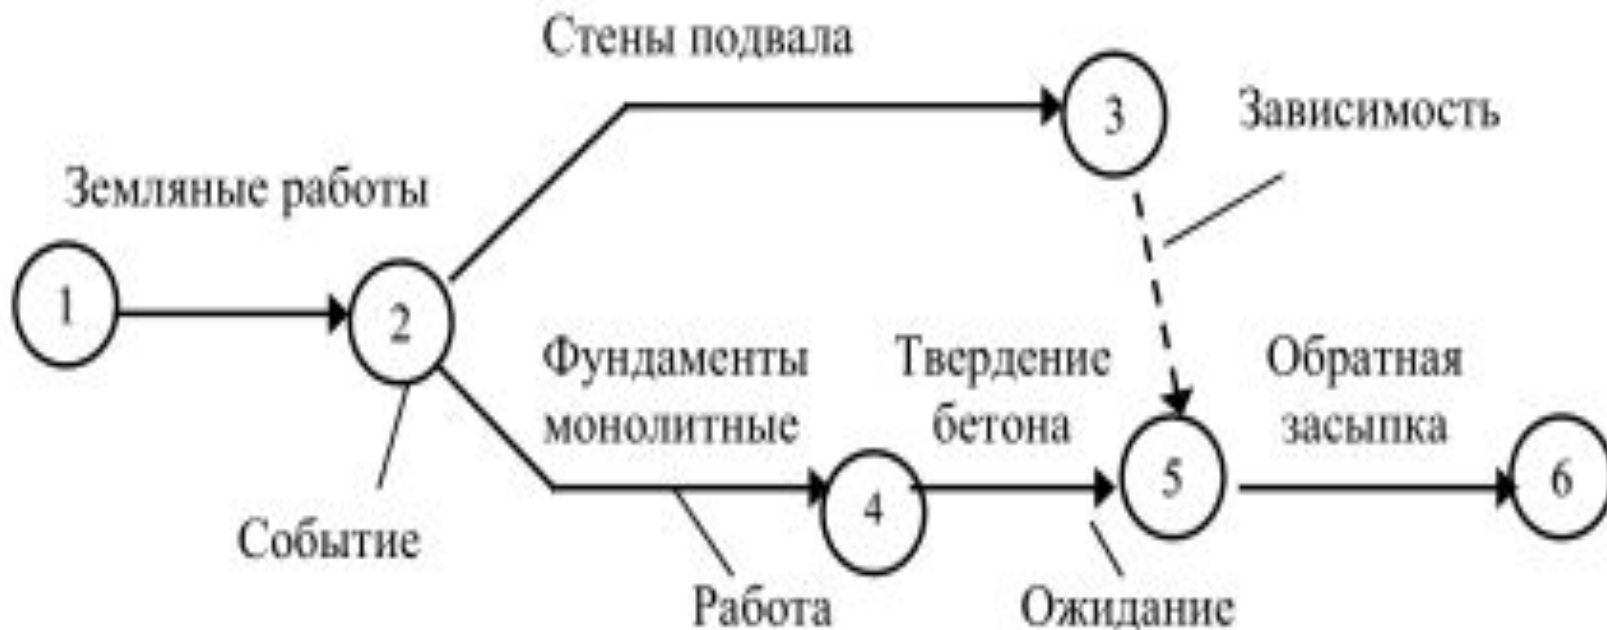 Стены подвала
3
Зависимость
Земляные работы
1
2
Фундаменты
монолитные
Твердение
бетона
Обратная
засыпка
4
5
6
Событие
Работа
Ожидание